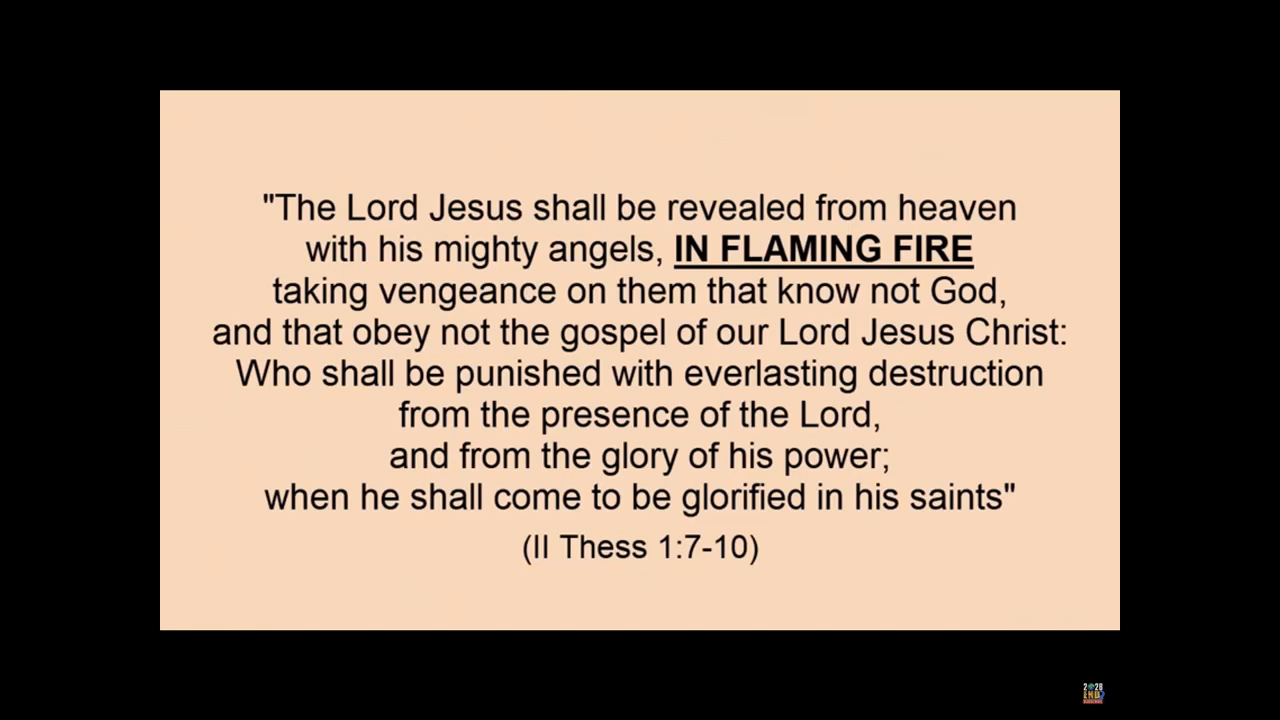 "The Lord Jesus shall be revealed from heaven
with his mighty angels, IN FLAMING FIRE
taking vengeance on them that know not God,
and that obey not the gospel of our Lord Jesus Christ:
Who shall be punished with everlasting destruction
from the presence of the Lord,
and from the glory of his power;
when he shall come to be glorified in his saints"
(II Thess 1:7-10)
2028
END